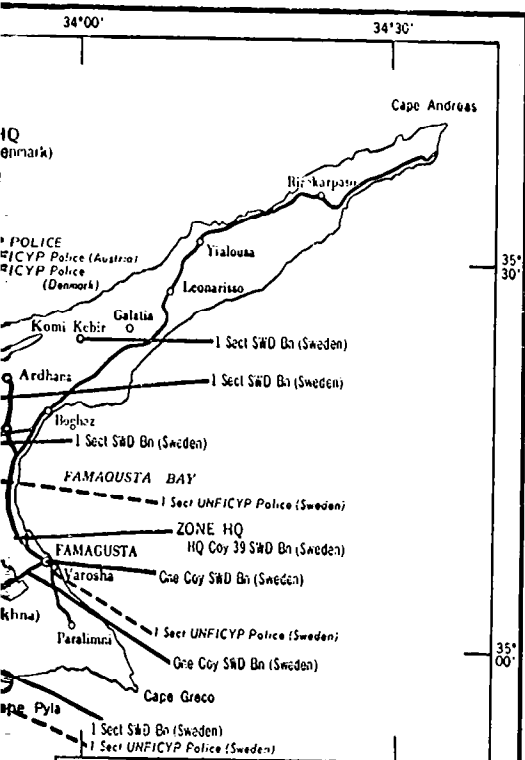 34°00'
34°30'
Cape Andreas
HQ
enmark)
POLICE
Yialousa
FICYP Police (Austria)
FICYP Police
(Denmark)
35°
30'
Leonarisso
Galatia
Komi Kebir
1 Sect SWD Bn (Sweden)
Ardhana
1 Sect SWD Bn (Sweden)
Boghaz
1 Sect SWD Bn (Sweden)
FAMAGUSTA BAY
1 Sect UNFICYP Police (Sweden)
ZONE HQ
HQ Coy 39 SWD Bn (Sweden)
FAMAGUSTA
One Coy SWD Bn (Sweden)
Varosha
khna)
1 Sect UNFICYP Police (Sweden)
Paralimni
One Coy SWD Bn (Sweden)
35°
00'
Cape Greco
ape Pyla
1 Sect SWD Bn (Sweden)
1 Sect UNFICYP Police (Sweden)